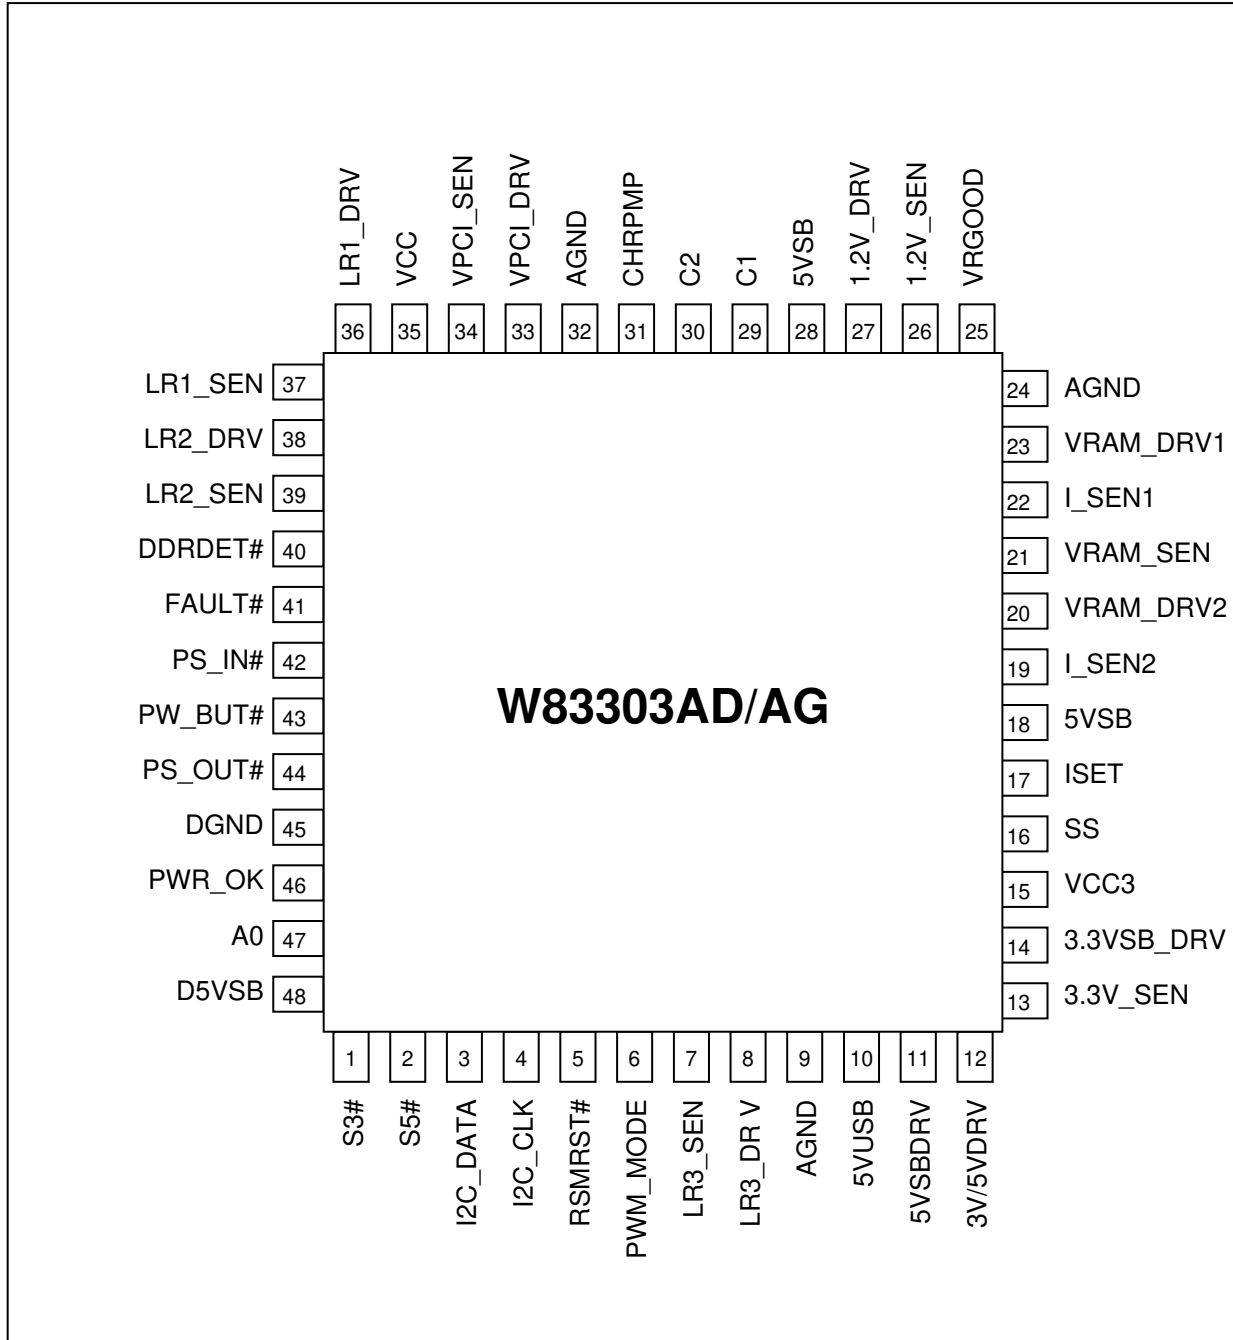 LR1_DRV
VCC
VPCI_SEN
VPCI_DRV
AGND
CHRPMP
C2
C1
5VSB
1.2V_DRV
1.2V_SEN
VRGOOD
36
35
34
33
32
31
30
29
28
27
26
25
LR1_SEN 37
LR2_DRV 38
LR2_SEN 39
DDRDET# 40
FAULT# 41
PS_IN# 42
PW_BUT# 43
PS_OUT# 44
DGND 45
PWR_OK 46
A0 47
D5VSB 48
W83303AD/AG
24 AGND
23 VRAM_DRV1
22 I_SEN1
21 VRAM_SEN
20 VRAM_DRV2
19 I_SEN2
18 5VSB
17 ISET
16 SS
15 VCC3
14 3.3VSB_DRV
13 3.3V_SEN
1
2
3
4
5
6
7
8
9
10
11
12
S3#
S5#
I2C_DATA
I2C_CLK
RSMRST#
PWM_MODE
LR3_SEN
LR3_DR V
AGND
5VUSB
5VSBDRV
3V/5VDRV